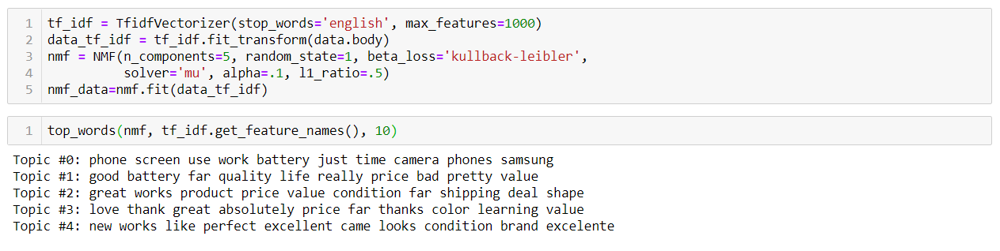 1 tf_idf = TfidfVectorizer(stop_words='english', max_features=1000)
2 data_tf_idf = tf_idf.fit_transform(data.body)
3 nmf = NMF(n_components=5, random_state=1, beta_loss='kullback-leibler',
4 solver='mu', alpha=.1, l1_ratio=.5)
5 nmf_data=nmf.fit(data_tf_idf)
1 top_words(nmf, tf_idf.get_feature_names(), 10)
Topic #0: phone screen use work battery just time camera phones samsung
Topic #1: good battery far quality life really price bad pretty value
Topic #2: great works product price value condition far shipping deal shape
Topic #3: love thank great absolutely price far thanks color learning value
Topic #4: new works like perfect excellent came looks condition brand excelente